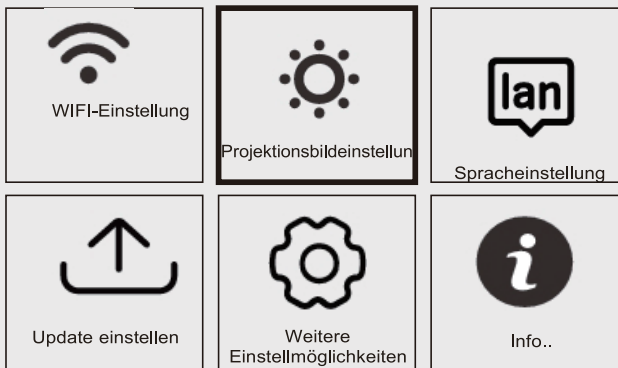 WIFI-Einstellung
Projektionsbildeinstellun
lan
Spracheinstellung
Update einstellen
Weitere
Einstellmöglichkeiten
i
Info..